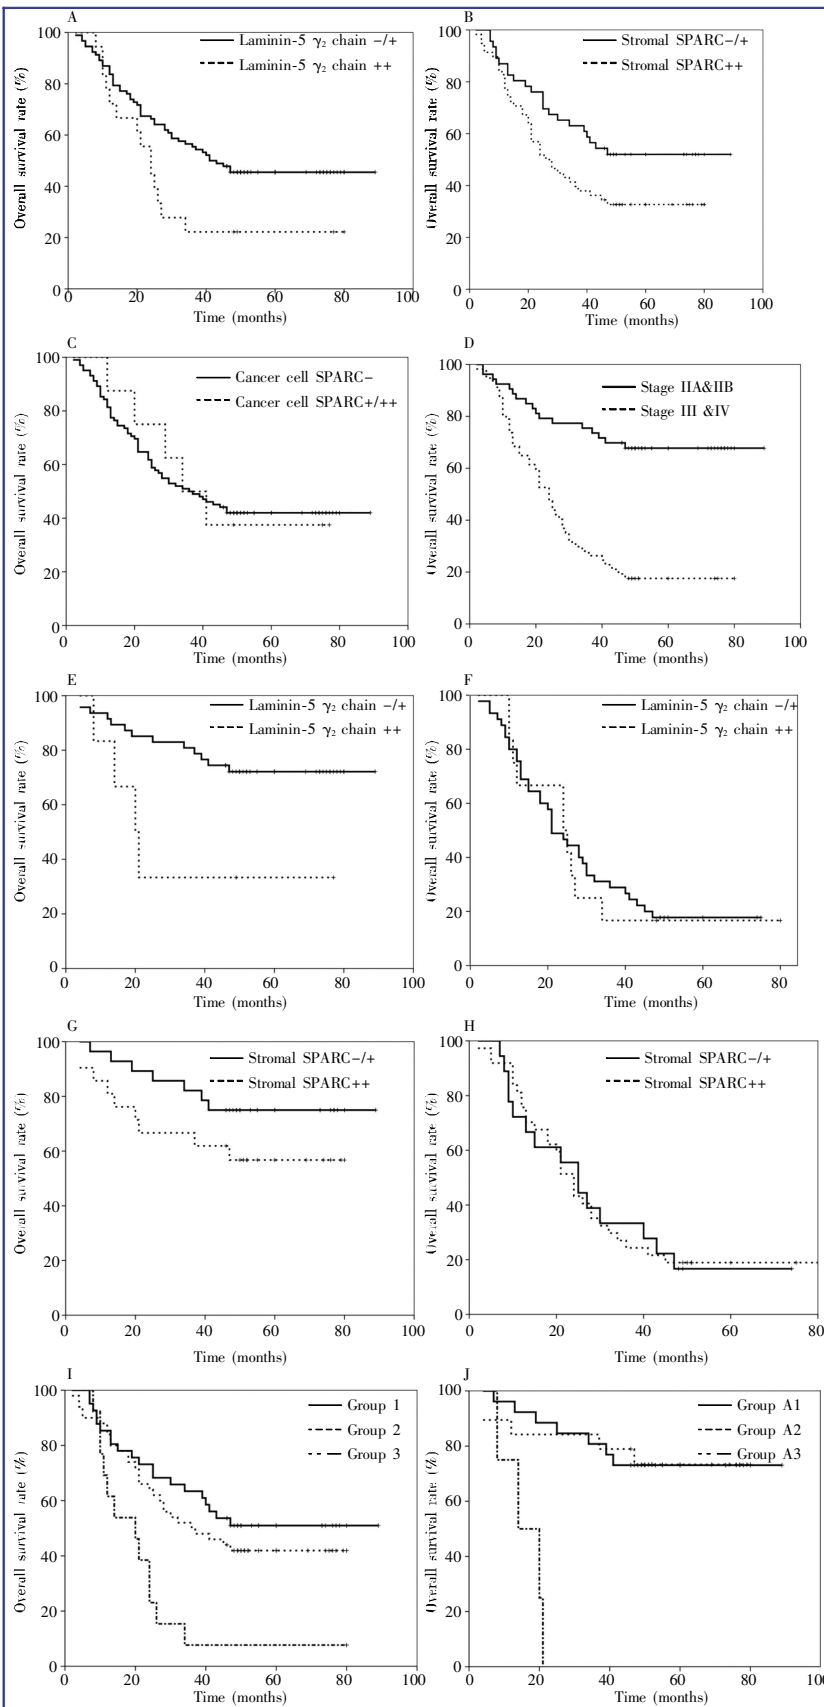 A
Laminin-5 γ₂ chain −/+
Laminin-5 γ₂ chain ++
Overall survival rate (%)
100
80
60
40
20
0
0 20 40 60 80 100
Time (months)
B
Stromal SPARC−/+
Stromal SPARC++
Overall survival rate (%)
100
80
60
40
20
0
0 20 40 60 80 100
Time (months)
C
Cancer cell SPARC−
Cancer cell SPARC+/++
Overall survival rate (%)
100
80
60
40
20
0
0 20 40 60 80 100
Time (months)
D
Stage IIA&IIB
Stage III &IV
Overall survival rate (%)
100
80
60
40
20
0
0 20 40 60 80 100
Time (months)
E
Laminin-5 γ₂ chain −/+
Laminin-5 γ₂ chain ++
Overall survival rate (%)
100
80
60
40
20
0
0 20 40 60 80 100
Time (months)
F
Laminin-5 γ₂ chain −/+
Laminin-5 γ₂ chain ++
Overall survival rate (%)
100
80
60
40
20
0
0 20 40 60 80
Time (months)
G
Stromal SPARC−/+
Stromal SPARC++
Overall survival rate (%)
100
80
60
40
20
0
0 20 40 60 80 100
Time (months)
H
Stromal SPARC−/+
Stromal SPARC++
Overall survival rate (%)
100
80
60
40
20
0
20 40 60 80
Time (months)
I
Group 1
Group 2
Group 3
Overall survival rate (%)
100
80
60
40
20
0
0 20 40 60 80 100
Time (months)
J
Group A1
Group A2
Group A3
Overall survival rate (%)
100
80
60
40
20
0
0 20 40 60 80 100
Time (months)